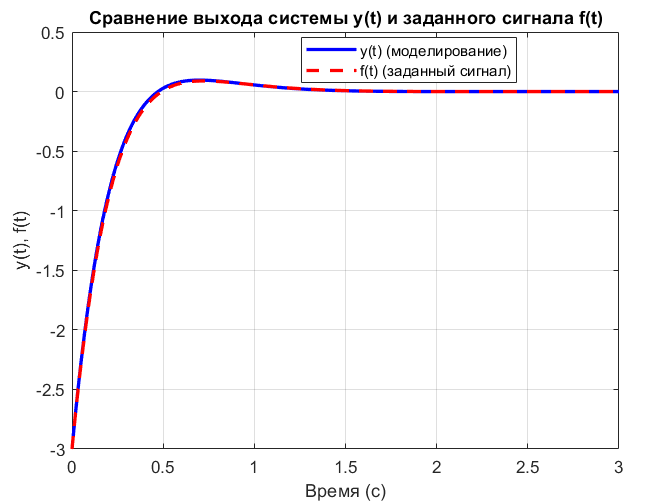 Сравнение выхода системы y(t) и заданного сигнала f(t)
y(t) (моделирование)
f(t) (заданный сигнал)
y(t), f(t)
0.5
0
-0.5
-1
-1.5
-2
-2.5
-3
0 0.5 1 1.5 2 2.5 3
Время (с)